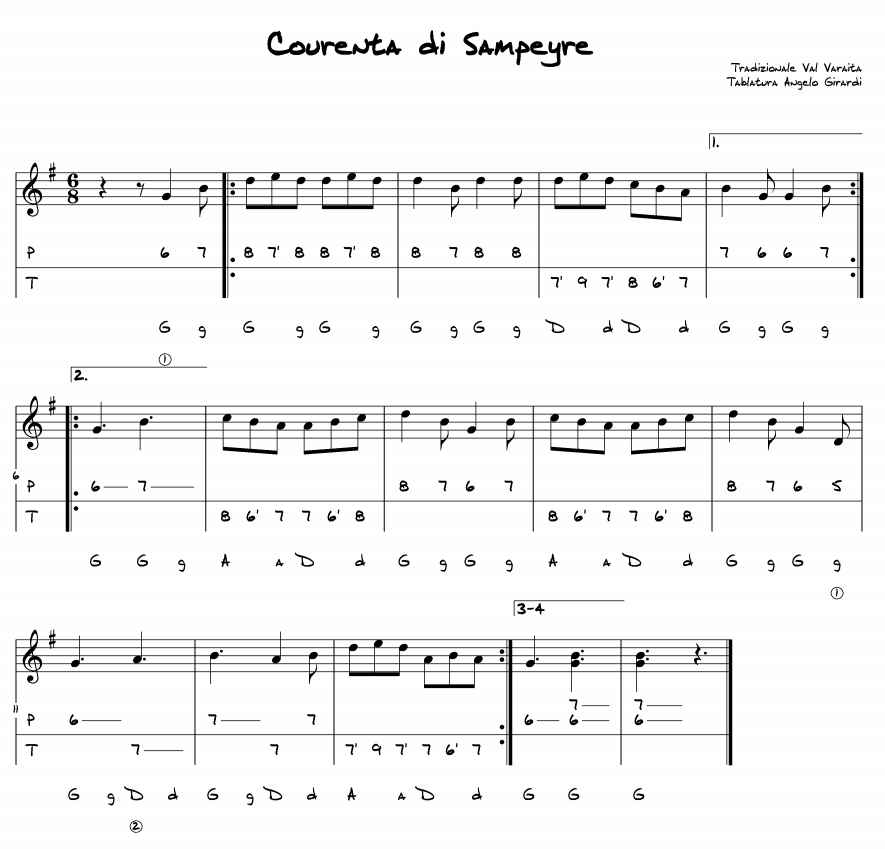 Courenta di Sampeyre
Tradizionale Val Varaita
Tablatura Angelo Girardi
1.
6 8
P 6 7 8 7' 8 8 7' 8 8 7 8 8 7 6 6 7
T 7' 9 7' 8 6' 7
G g G g G g G g G g D d D d G g G g
①
2.
6
P 6 7 8 7 6 7 8 7 6 5
T 8 6' 7 7 6' 8 8 6' 7 7 6' 8
G G g A a D d G g G g A a D d G g G g
①
3-4
11
7 7
P 6 7 7 6 6 6
T 7 7 7' 9 7' 7 6' 7
G g D d G g D d A a D d G G G
②